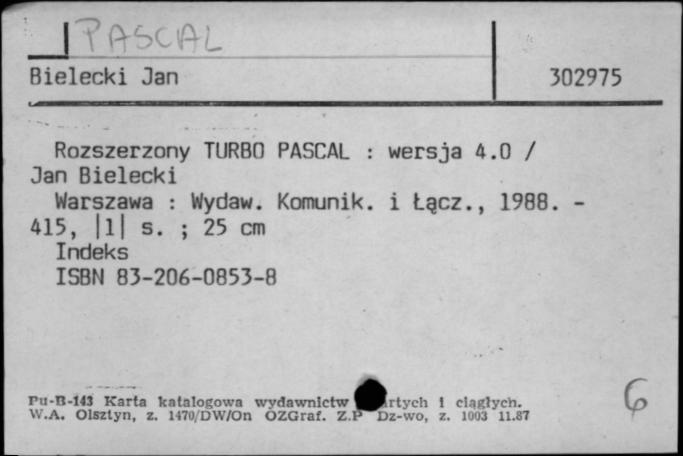 PASCAL
Bielecki Jan 302975
Rozszerzony TURBO PASCAL : wersja 4.0 /
Jan Bielecki
Warszawa : Wydaw. Komunik. i Łącz., 1988. -
415, |1| s. ; 25 cm
Indeks
ISBN 83-206-0853-8
Pu-B-143 Karta katalogowa wydawnictw rtych i ciągłych.
W.A. Olsztyn, z. 1470/DW/On OZGraf. Z.P Dz-wo, z. 1003 11.87
6